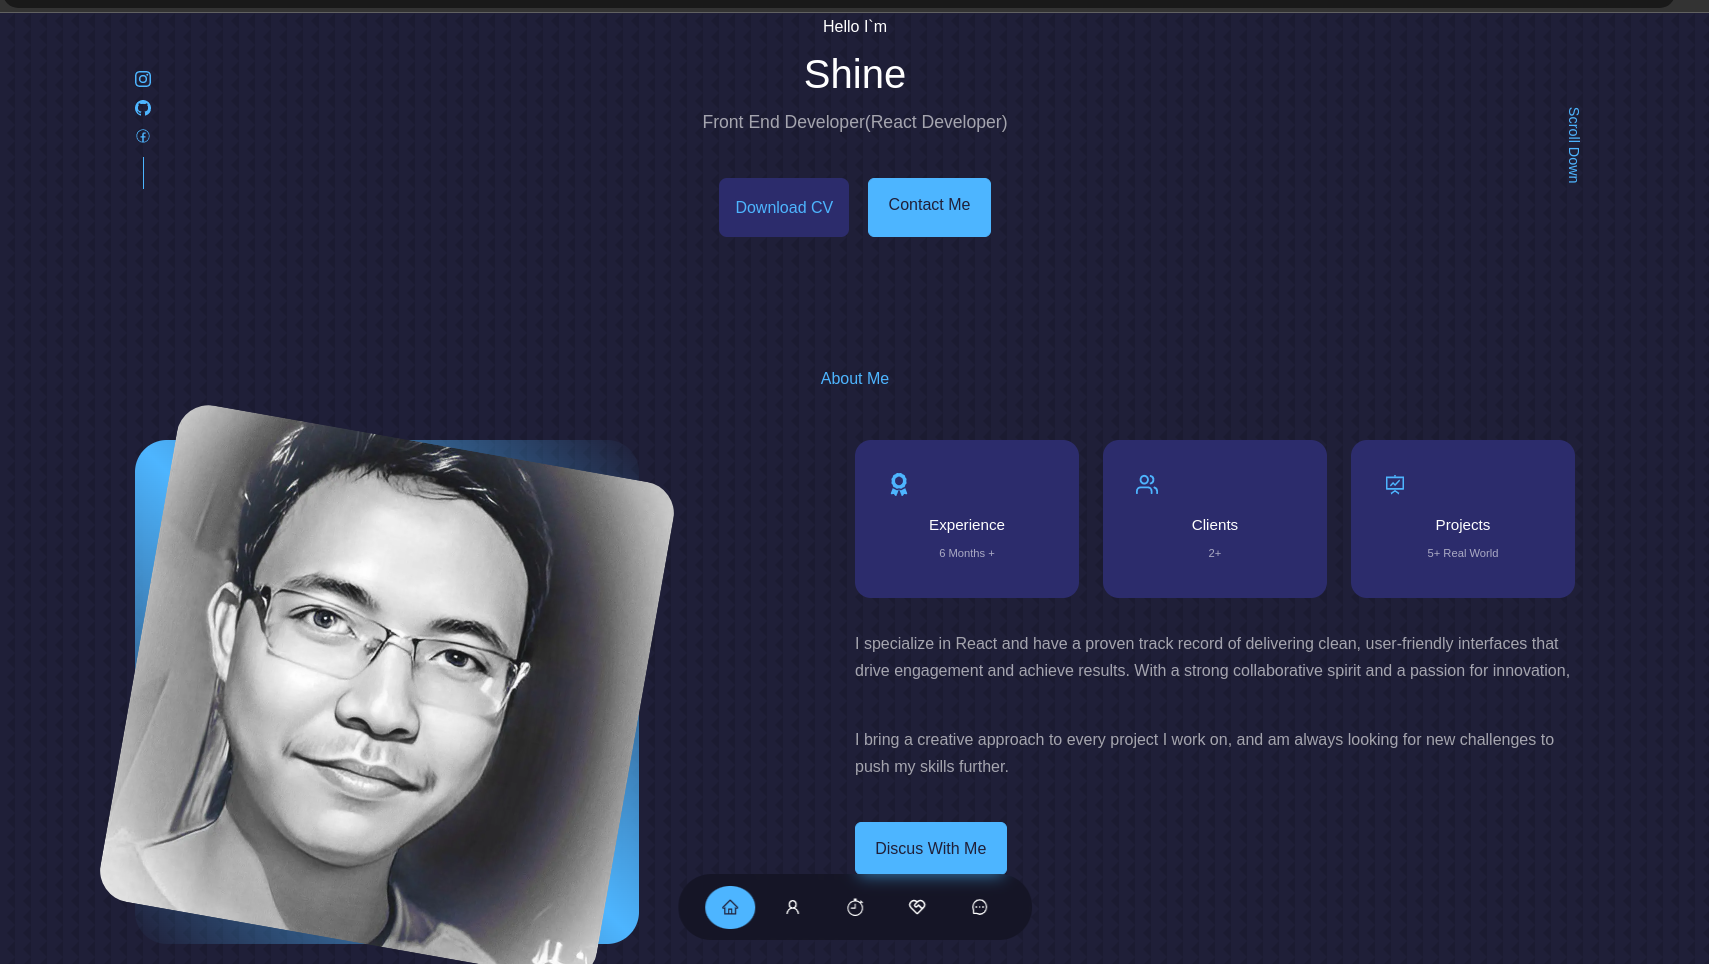 Hello I`m
Shine
Front End Developer(React Developer)
Scroll Down
Download CV
Contact Me
About Me
Experience
6 Months +
Clients
2+
Projects
5+ Real World
I specialize in React and have a proven track record of delivering clean, user-friendly interfaces that
drive engagement and achieve results. With a strong collaborative spirit and a passion for innovation,
I bring a creative approach to every project I work on, and am always looking for new challenges to
push my skills further.
Discus With Me